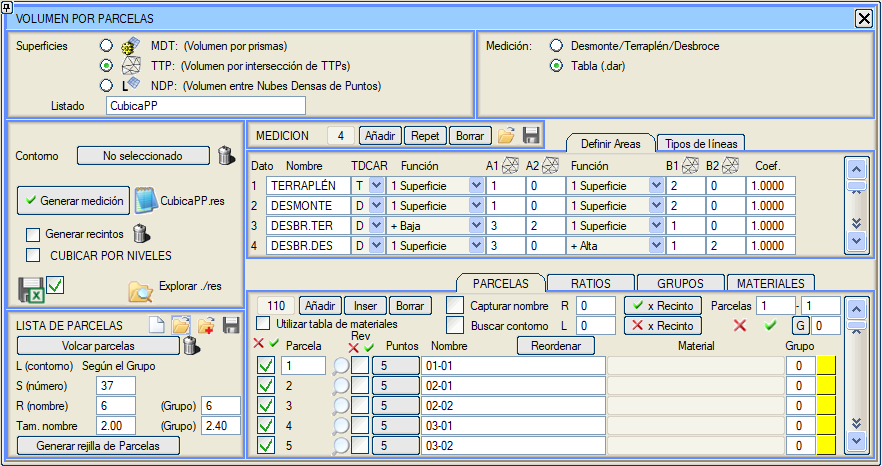 VOLUMEN POR PARCELAS
Superficies
MDT: (Volumen por prismas)
TTP: (Volumen por intersección de TTPs)
NDP: (Volumen entre Nubes Densas de Puntos)
Listado CubicaPP
Medición:
Desmonte/Terraplén/Desbroce
Tabla (.dar)
Contorno No seleccionado
Generar medición CubicaPP.res
Generar recintos
CUBICAR POR NIVELES
Explorar ./res
MEDICION 4 Añadir Repet Borrar
Definir Areas Tipos de líneas
Dato Nombre TDCAR Función A1 A2 Función B1 B2 Coef.
1 TERRAPLÉN T 1 Superficie 1 0 1 Superficie 2 0 1.0000
2 DESMONTE D 1 Superficie 1 0 1 Superficie 2 0 1.0000
3 DESBR.TER D + Baja 3 2 1 Superficie 1 0 1.0000
4 DESBR.DES D 1 Superficie 3 0 + Alta 1 2 1.0000
LISTA DE PARCELAS
Volcar parcelas
L (contorno) Según el Grupo
S (número) 37
R (nombre) 6 (Grupo) 6
Tam. nombre 2.00 (Grupo) 2.40
Generar rejilla de Parcelas
PARCELAS RATIOS GRUPOS MATERIALES
110 Añadir Inser Borrar Capturar nombre R 0 x Recinto Parcelas 1 - 1
Utilizar tabla de materiales Buscar contorno L 0 x Recinto G 0
Parcela Rev Puntos Nombre Reordenar Material Grupo
1 5 01-01 0
2 5 02-01 0
3 5 02-02 0
4 5 03-01 0
5 5 03-02 0